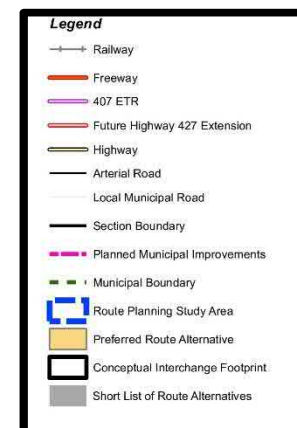 Legend
Railway
Freeway
407 ETR
Future Highway 427 Extension
Highway
Arterial Road
Local Municipal Road
Section Boundary
Planned Municipal Improvements
Municipal Boundary
Route Planning Study Area
Preferred Route Alternative
Conceptual Interchange Footprint
Short List of Route Alternatives